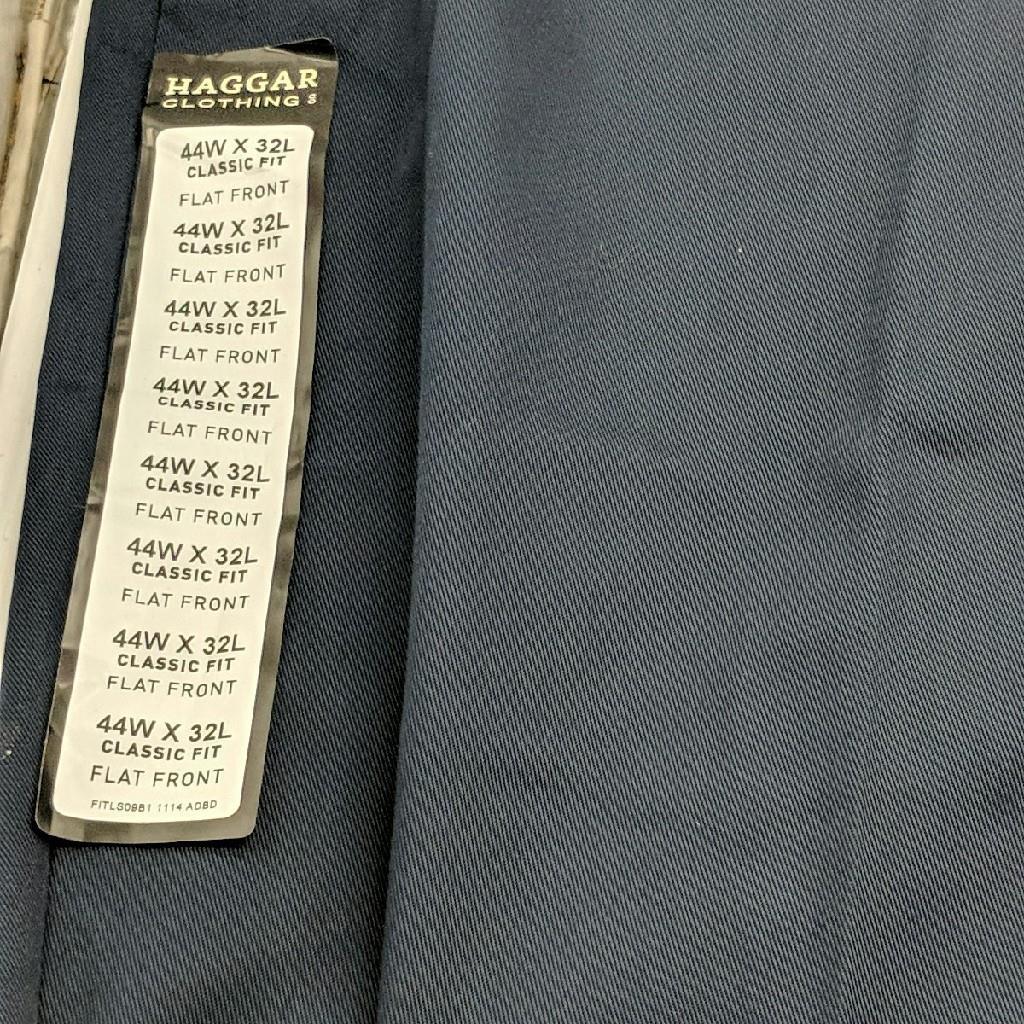 HAGGAR
CLOTHING
44W X 32L
CLASSIC FIT
FLAT FRONT
44W X 32L
CLASSIC FIT
FLAT FRONT
44W X 32L
CLASSIC FIT
FLAT FRONT
44W X 32L
CLASSIC FIT
FLAT FRONT
44W X 32L
CLASSIC FIT
FLAT FRONT
44W X 32L
CLASSIC FIT
FLAT FRONT
44W X 32L
CLASSIC FIT
FLAT FRONT
44W X 32L
CLASSIC FIT
FLAT FRONT
1114